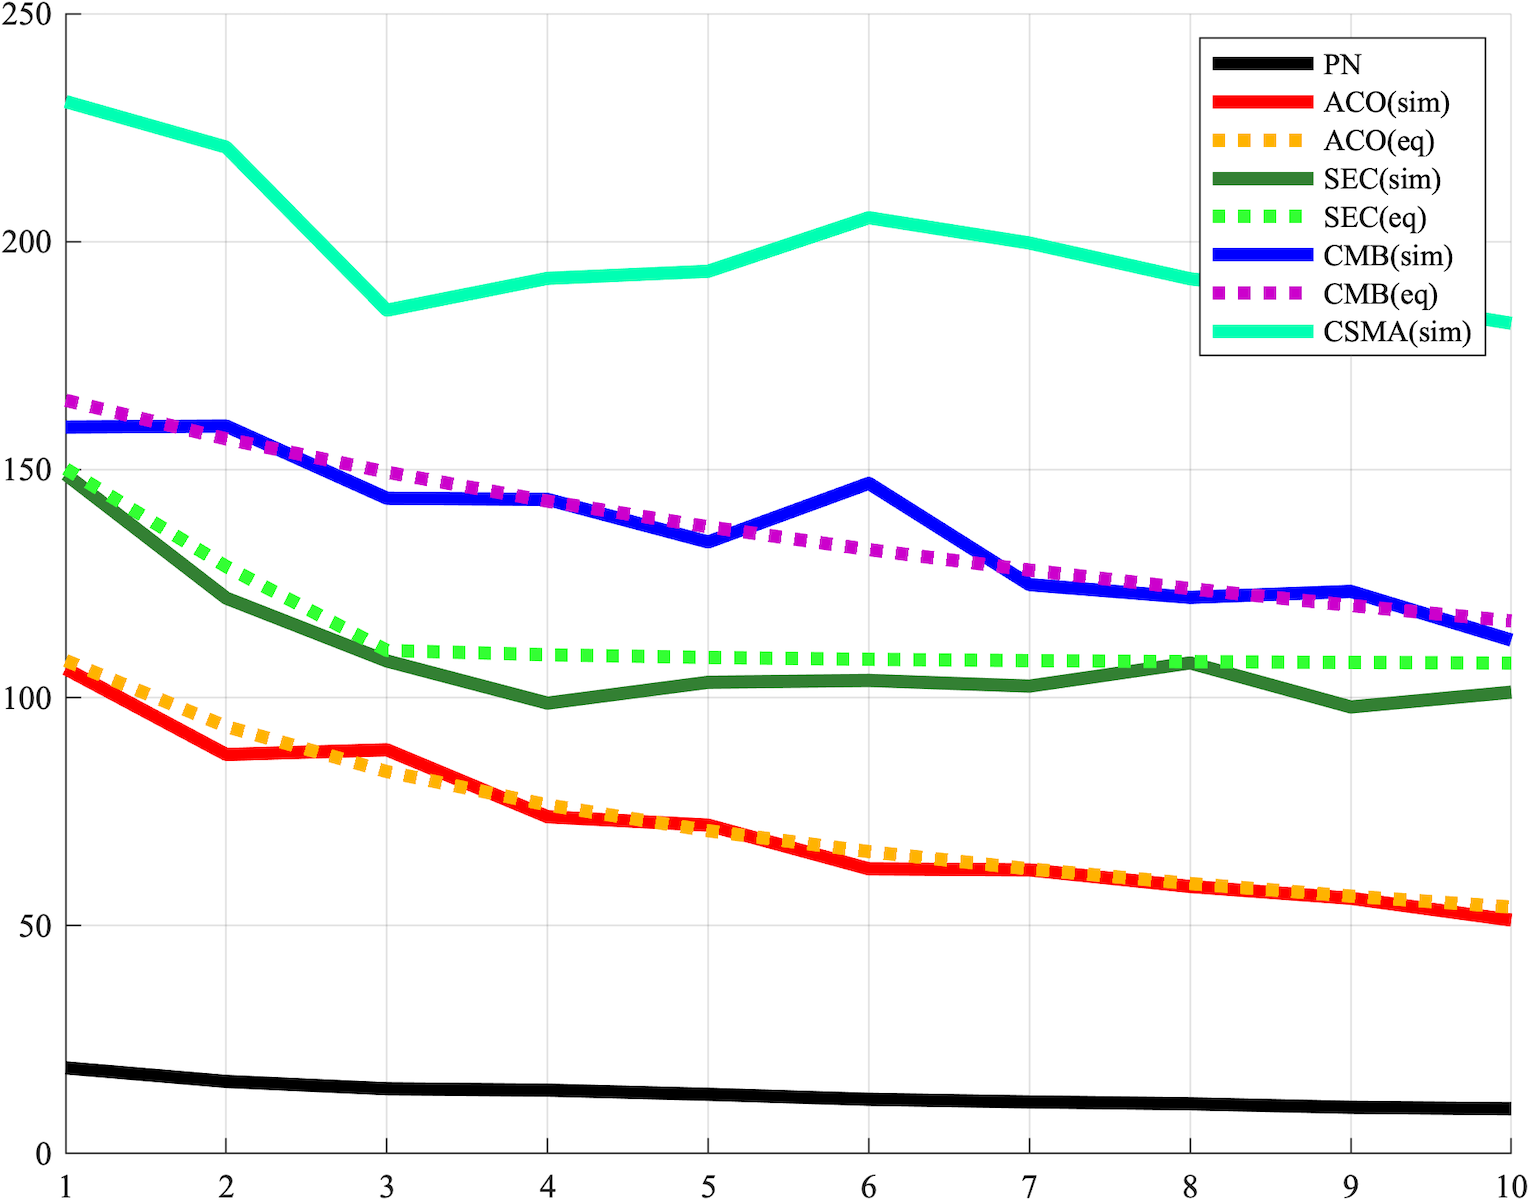 250
200
150
100
50
0
1 2 3 4 5 6 7 8 9 10
PN
ACO(sim)
ACO(eq)
SEC(sim)
SEC(eq)
CMB(sim)
CMB(eq)
CSMA(sim)